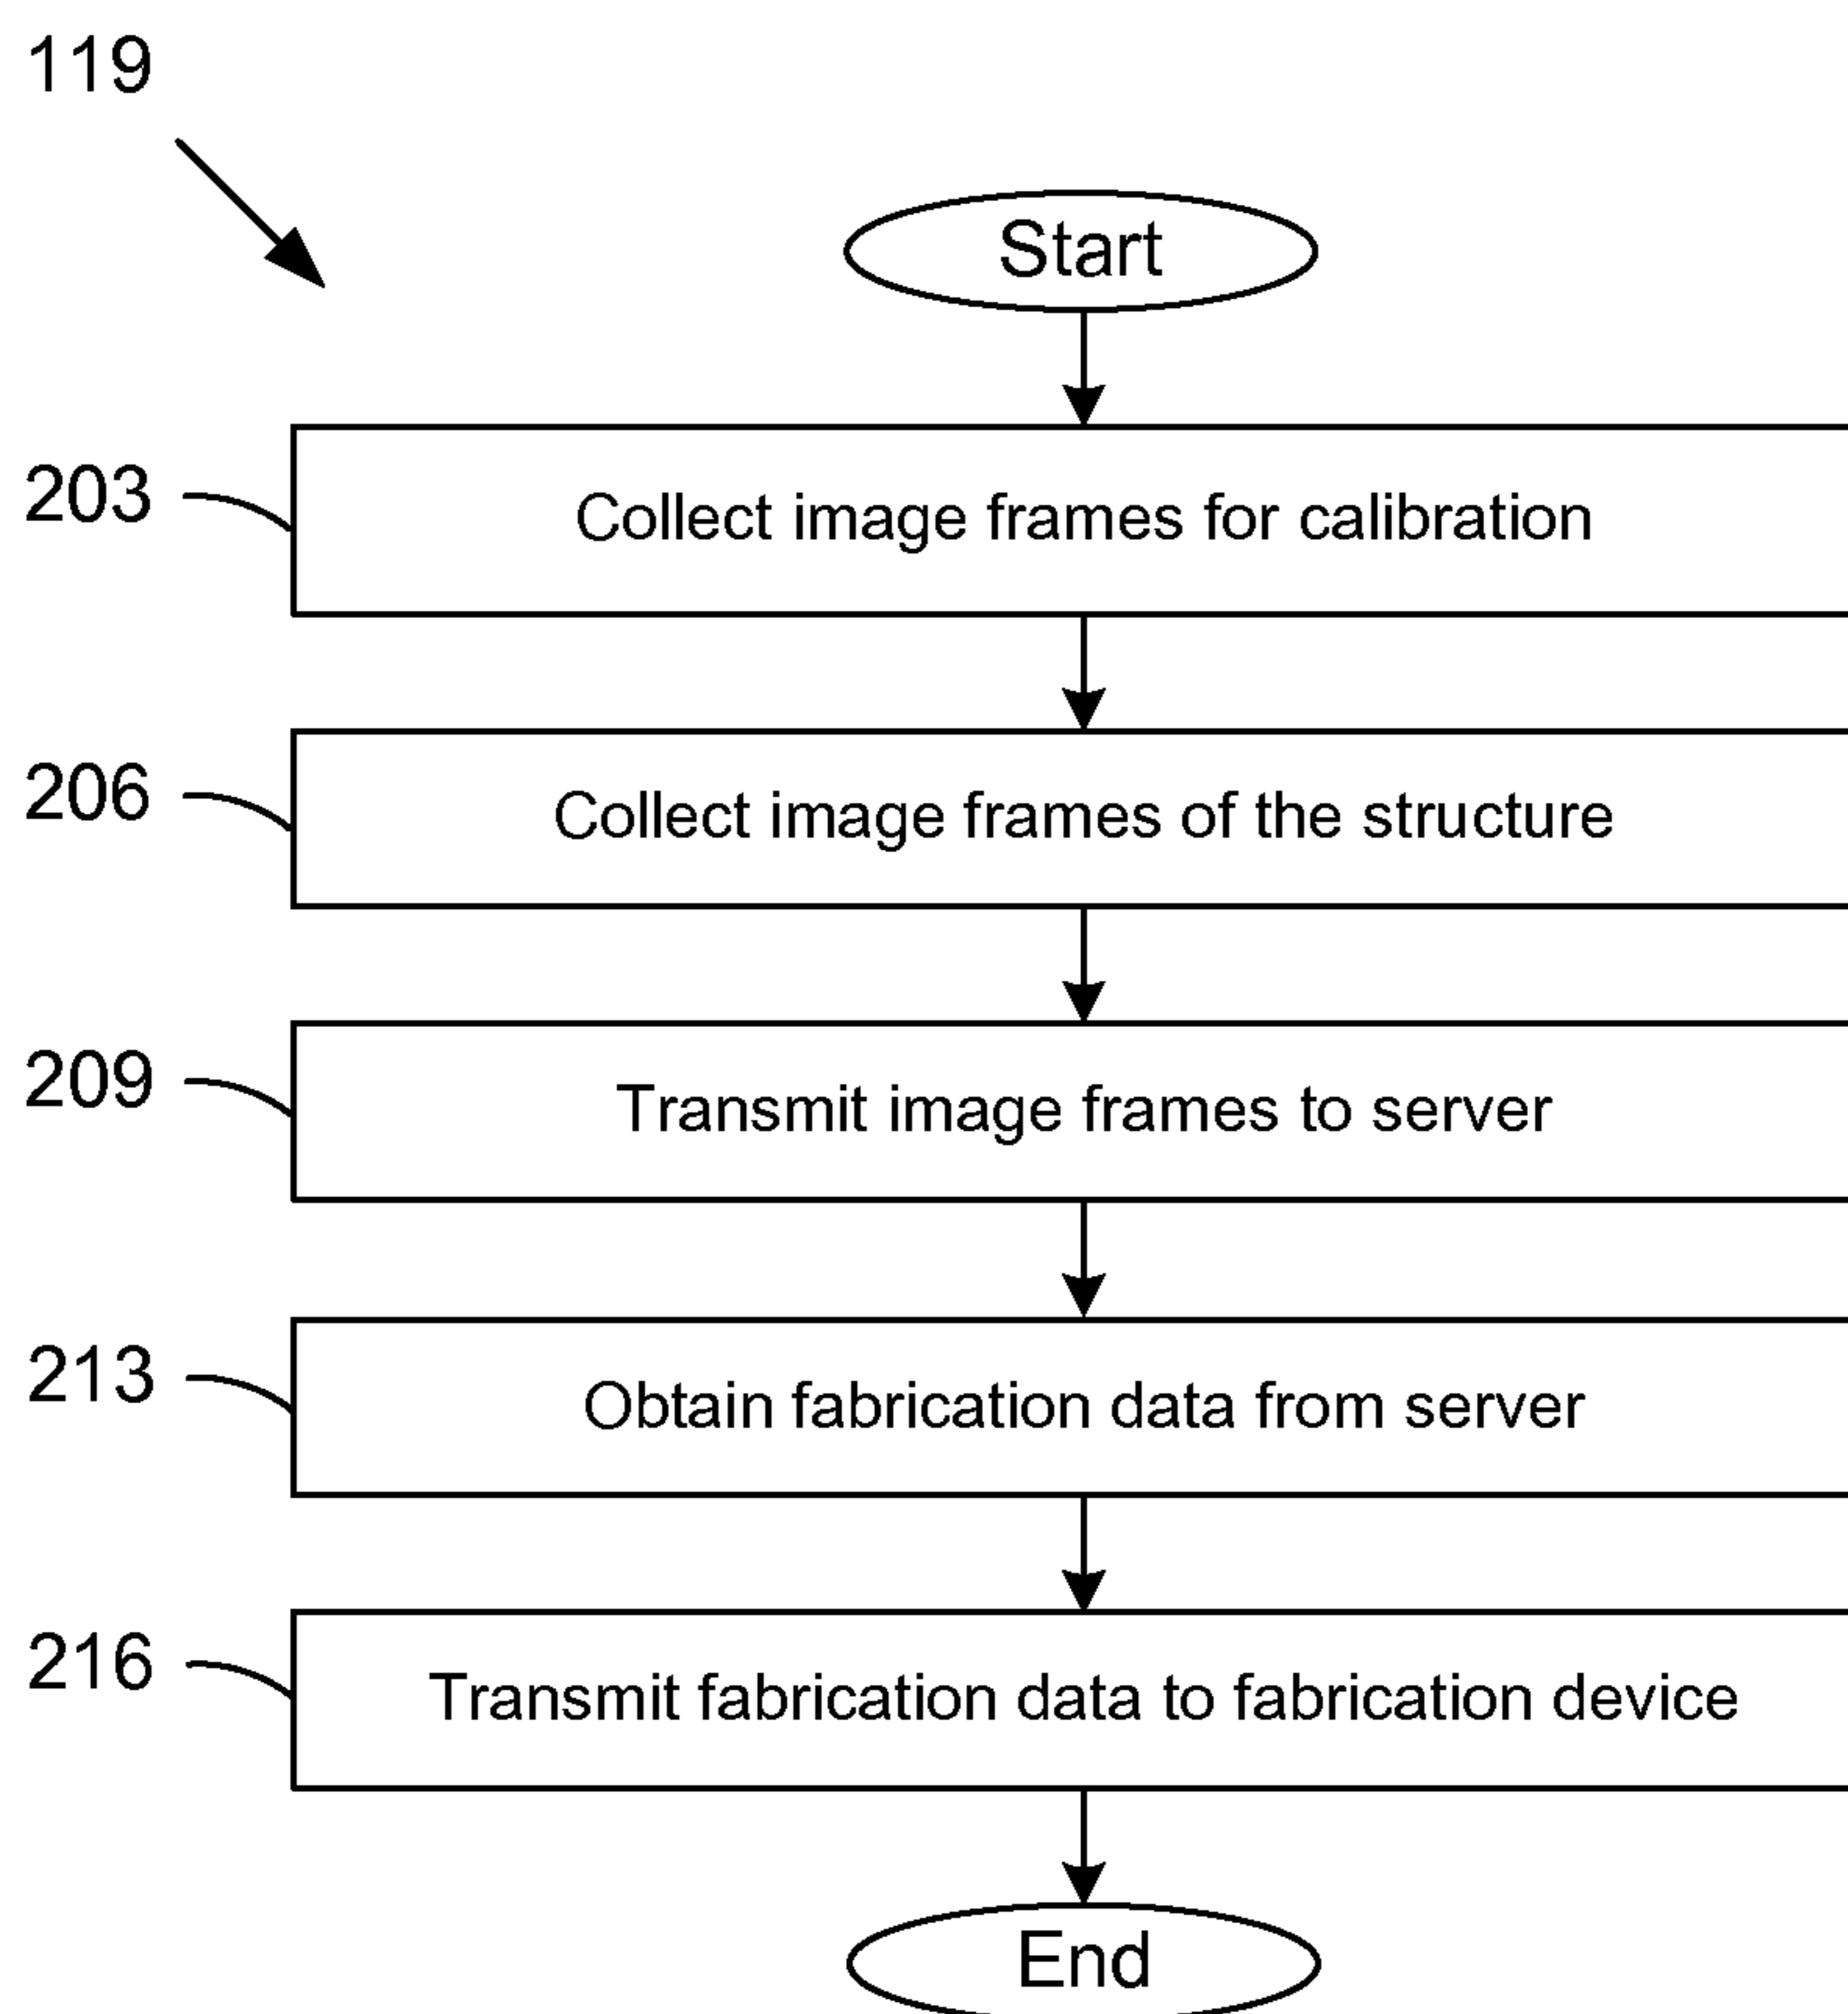 119
Start
203
Collect image frames for calibration
206
Collect image frames of the structure
209
Transmit image frames to server
213
Obtain fabrication data from server
216
Transmit fabrication data to fabrication device
End